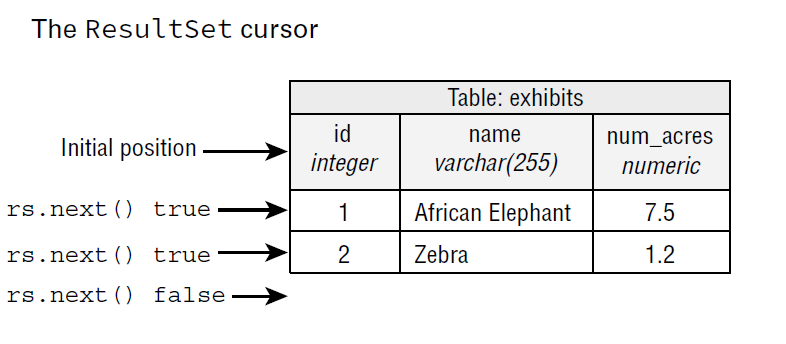 The ResultSet cursor
Table: exhibits
Initial position
id
integer
name
varchar(255)
num_acres
numeric
rs.next() true 1 African Elephant 7.5
rs.next() true 2 Zebra 1.2
rs.next() false